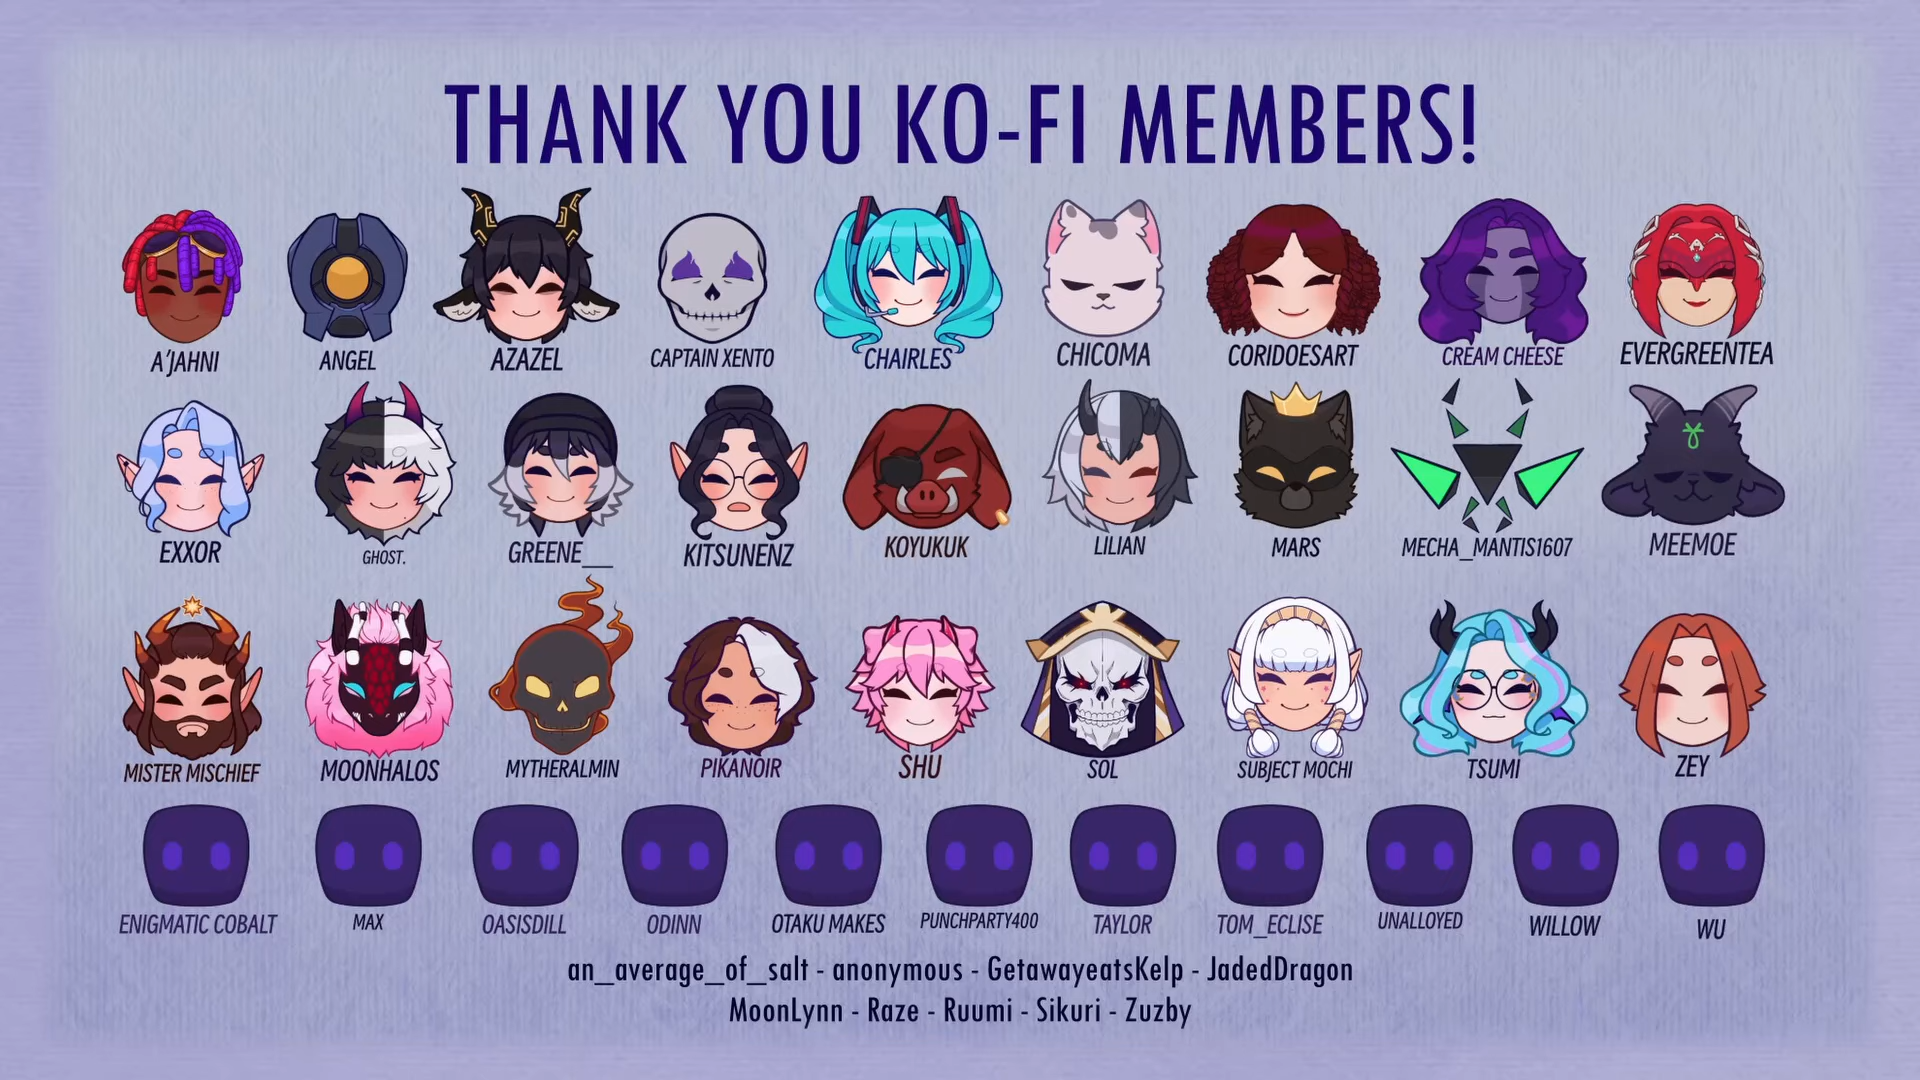 THANK YOU KO-FI MEMBERS!
A'JAHNI ANGEL AZAZEL CAPTAIN XENTO CHAIRLES CHICOMA CORIDOESART CREAM CHEESE EVERGREENTEA
EXXOR GHOST. GREENE__ KITSUNENZ KOYUKUK LILIAN MARS MECHA_MANTIS1607 MEEMOE
MISTER MISCHIEF MOONHALOS MYTHERALMIN PIKANOIR SHU SOL SUBJECT MOCHI TSUMI ZEY
ENIGMATIC COBALT MAX OASISDILL ODINN OTAKU MAKES PUNCHPARTY400 TAYLOR TOM_ECLISE UNALLOYED WILLOW WU
an_average_of_salt - anonymous - GetawayeatsKelp - JadedDragon
MoonLynn - Raze - Ruumi - Sikuri - Zuzby